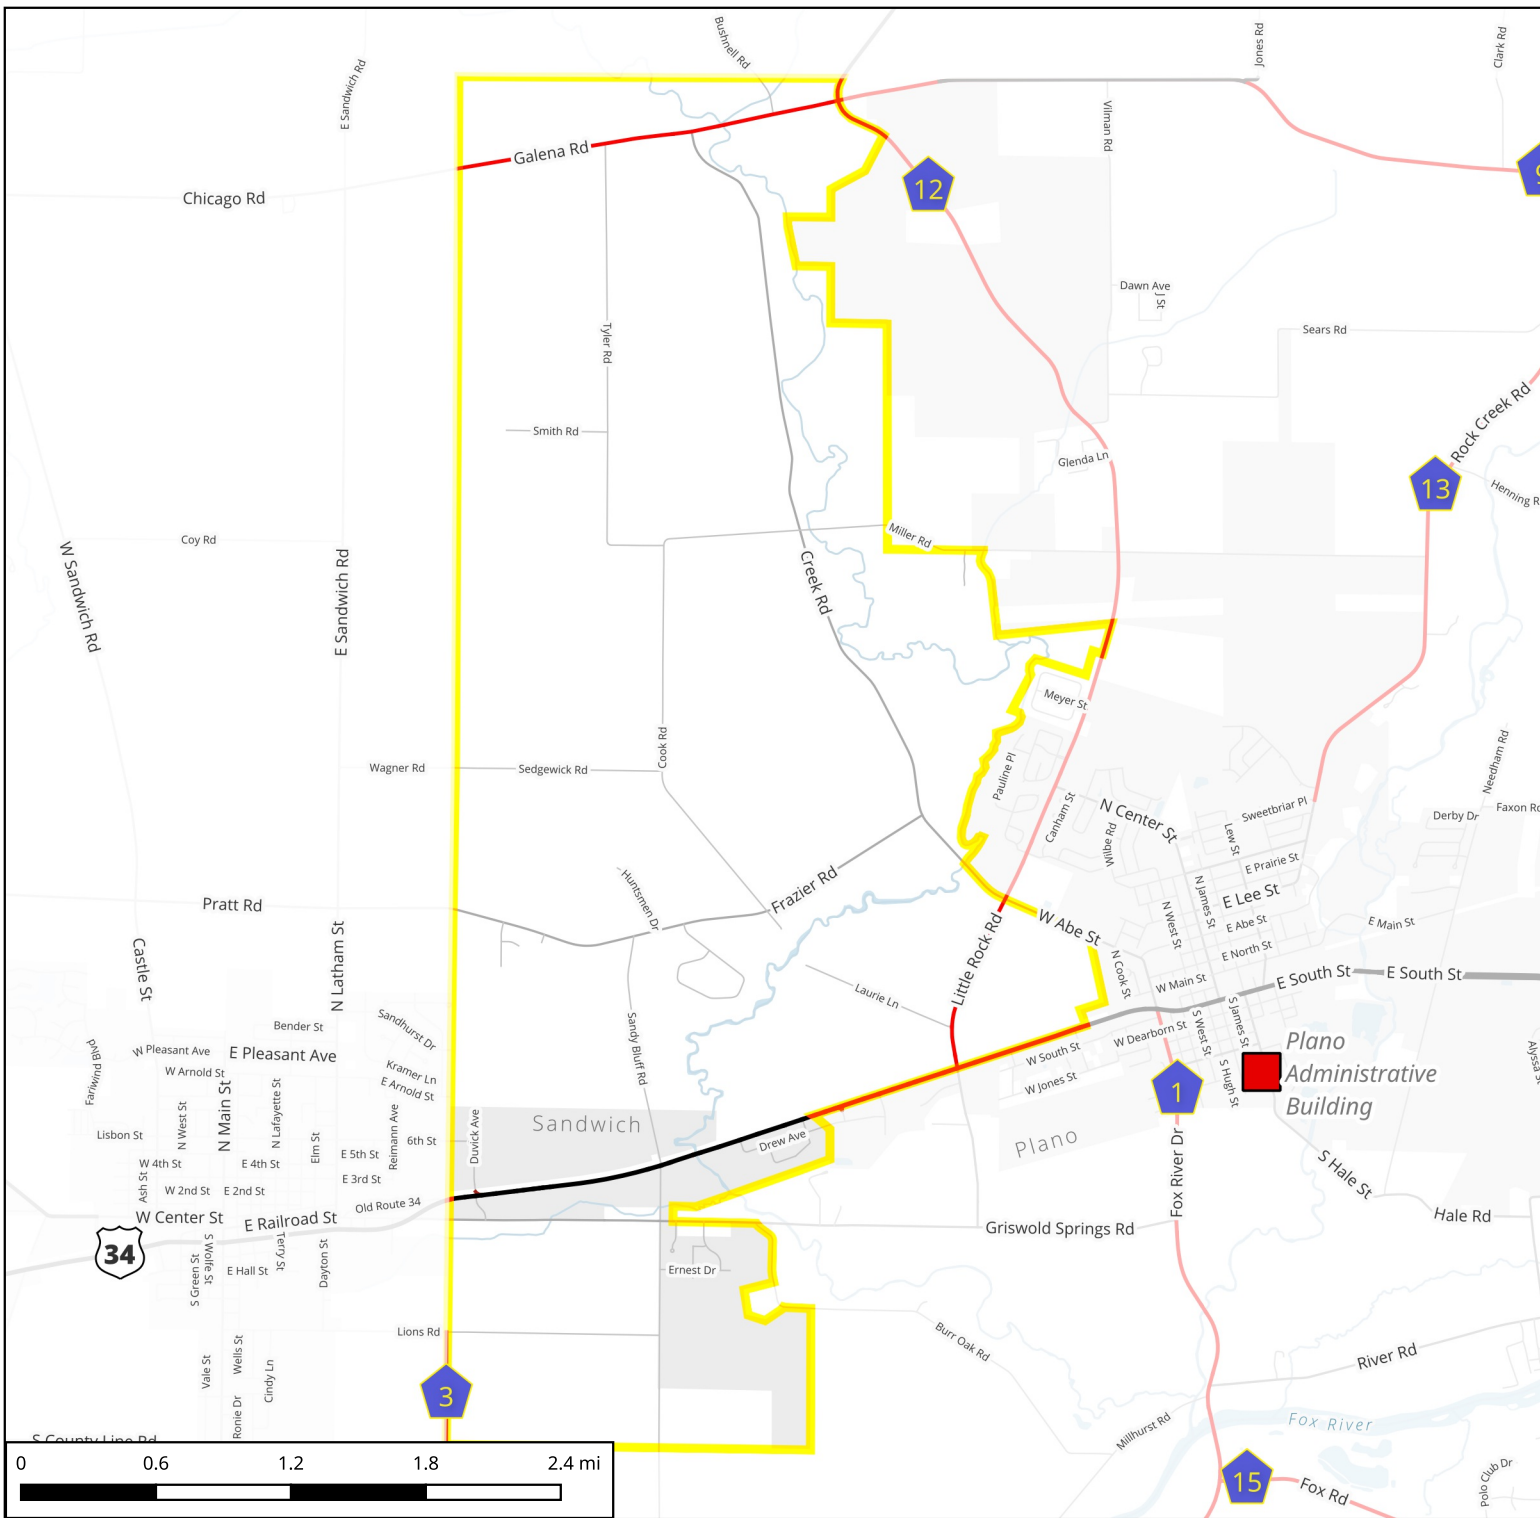 Bushnell Rd
Jones Rd
Clark Rd
E Sandwich Rd
Vilman Rd
Galena Rd
12
9
Chicago Rd
Dawn Ave
J St
Tyler Rd
Sears Rd
Rock Creek Rd
Smith Rd
Glenda Ln
13
Henning R
Miller Rd
Coy Rd
W Sandwich Rd
E Sandwich Rd
Creek Rd
Meyer St
Cook Rd
Wagner Rd
Sedgewick Rd
Pauline Pl
Needham Rd
Canham St
N Center St
Sweetbriar Pl
Faxon Rd
Derby Dr
Wilbe Rd
Lew St
E Prairie St
Huntsmen Dr
Frazier Rd
N James St
E Lee St
Pratt Rd
N West St
W Abe St
E Abe St
E Main St
Castle St
N Latham St
Little Rock Rd
N Cook St
E North St
W Main St
E South St
E South St
Laurie Ln
Sandhurst Dr
Bender St
S James St
W Pleasant Ave
E Pleasant Ave
Fariwind Blvd
Sandy Bluff Rd
W South St
W Dearborn St
S West St
Plano
Administrative
Building
Alyssa S
W Arnold St
Kramer Ln
E Arnold St
W Jones St
1
S Hugh St
N Main St
N Lafayette St
N West St
Lisbon St
Elm St
Reimann Ave
6th St
Duvick Ave
Sandwich
Drew Ave
Plano
E 5th St
W 4th St
E 4th St
Ash St
W 2nd St
E 2nd St
E 3rd St
Old Route 34
Fox River Dr
S Hale St
W Center St
E Railroad St
Griswold Springs Rd
Hale Rd
34
S Wolfe St
S Green St
Terry St
Dayton St
E Hall St
Ernest Dr
Lions Rd
Burr Oak Rd
River Rd
Vale St
Wells St
Cindy Ln
3
Ronie Dr
Fox River
Millhurst Rd
S County Line Rd
0 0.6 1.2 1.8 2.4 mi
15
Fox Rd
Polo Club Dr